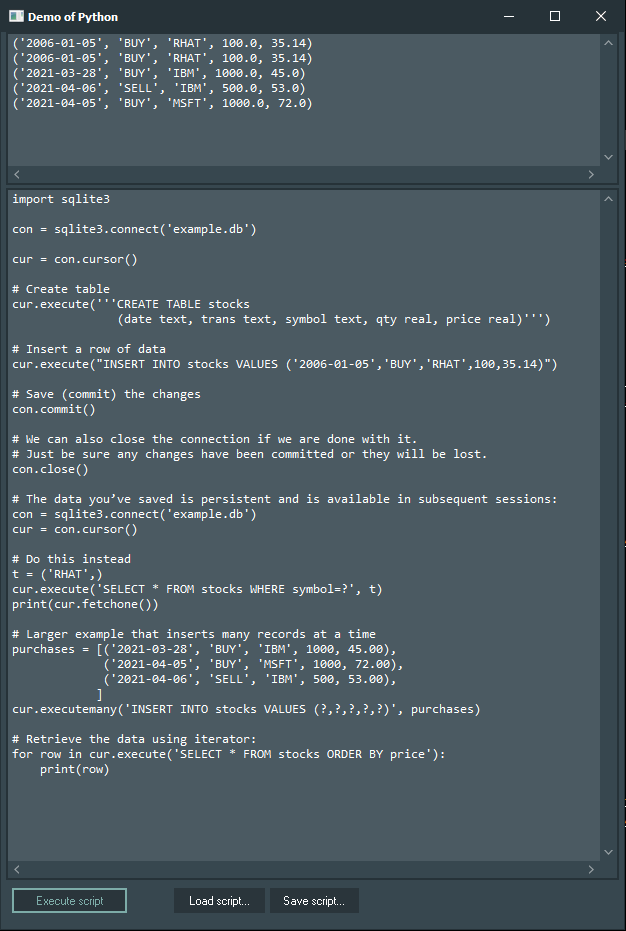 Demo of Python
('2006-01-05', 'BUY', 'RHAT', 100.0, 35.14)
('2006-01-05', 'BUY', 'RHAT', 100.0, 35.14)
('2021-03-28', 'BUY', 'IBM', 1000.0, 45.0)
('2021-04-06', 'SELL', 'IBM', 500.0, 53.0)
('2021-04-05', 'BUY', 'MSFT', 1000.0, 72.0)
import sqlite3
con = sqlite3.connect('example.db')
cur = con.cursor()
# Create table
cur.execute('''CREATE TABLE stocks
(date text, trans text, symbol text, qty real, price real)''')
# Insert a row of data
cur.execute("INSERT INTO stocks VALUES ('2006-01-05','BUY','RHAT',100,35.14)")
# Save (commit) the changes
con.commit()
# We can also close the connection if we are done with it.
# Just be sure any changes have been committed or they will be lost.
con.close()
# The data you’ve saved is persistent and is available in subsequent sessions:
con = sqlite3.connect('example.db')
cur = con.cursor()
# Do this instead
t = ('RHAT',)
cur.execute('SELECT * FROM stocks WHERE symbol=?', t)
print(cur.fetchone())
# Larger example that inserts many records at a time
purchases = [('2021-03-28', 'BUY', 'IBM', 1000, 45.00),
('2021-04-05', 'BUY', 'MSFT', 1000, 72.00),
('2021-04-06', 'SELL', 'IBM', 500, 53.00),
]
cur.executemany('INSERT INTO stocks VALUES (?,?,?,?,?)', purchases)
# Retrieve the data using iterator:
for row in cur.execute('SELECT * FROM stocks ORDER BY price'):
print(row)
Execute script
Load script...
Save script...